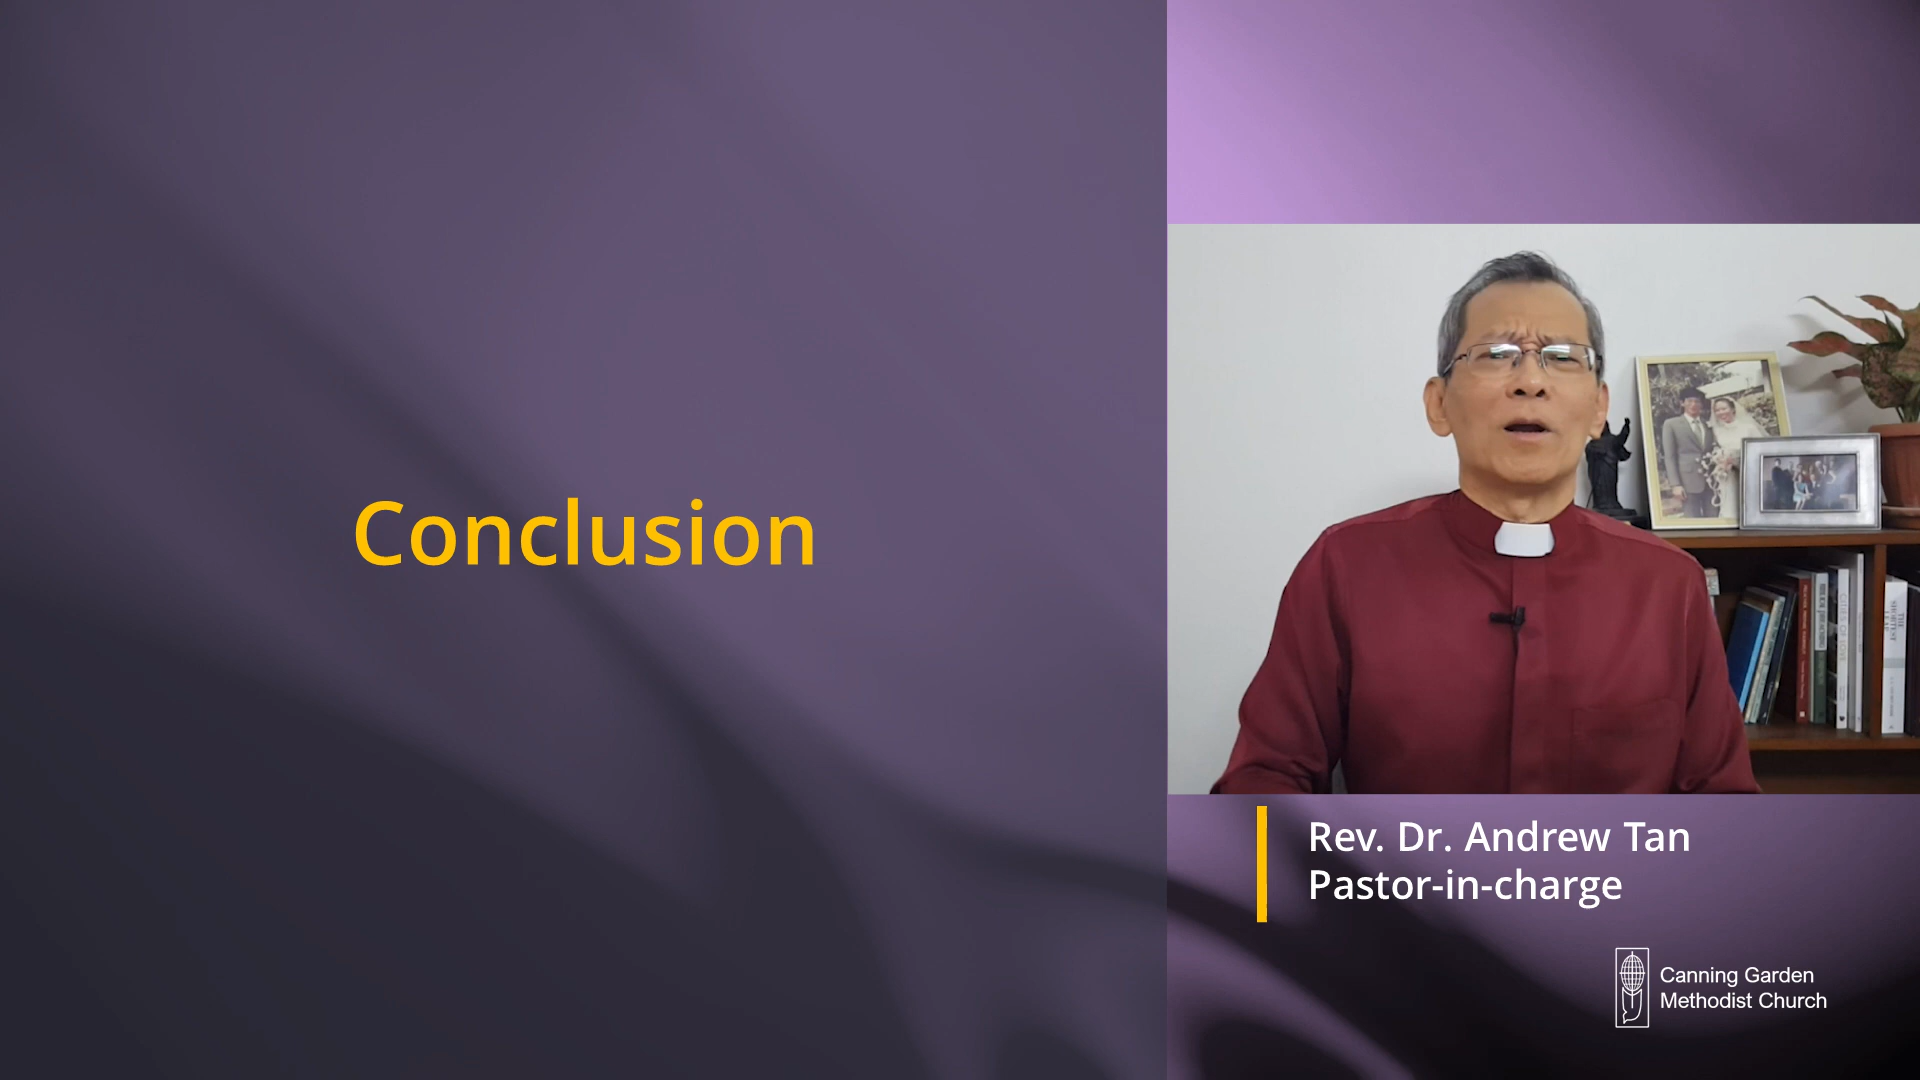 Conclusion
Rev. Dr. Andrew Tan
Pastor-in-charge
Canning Garden
Methodist Church